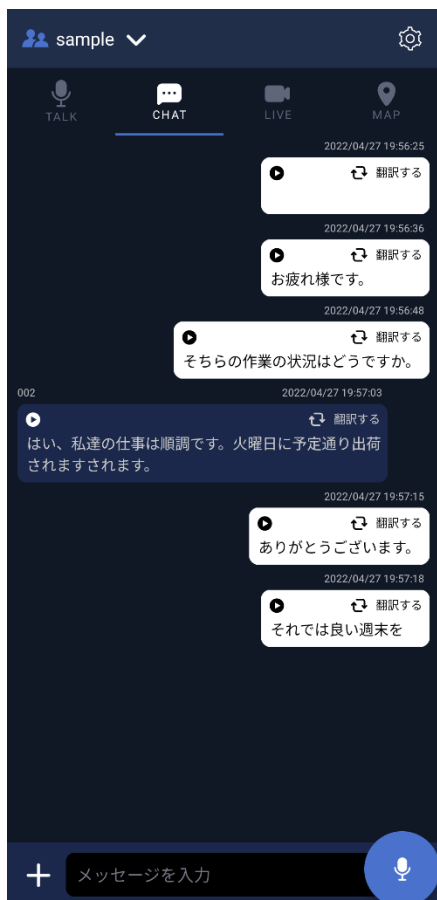 sample
TALK
CHAT
LIVE
MAP
2022/04/27 19:56:25
翻訳する
2022/04/27 19:56:36
翻訳する
お疲れ様です。
2022/04/27 19:56:48
翻訳する
そちらの作業の状況はどうですか。
002 2022/04/27 19:57:03
翻訳する
はい、私達の仕事は順調です。火曜日に予定通り出荷
されますされます。
2022/04/27 19:57:15
翻訳する
ありがとうございます。
2022/04/27 19:57:18
翻訳する
それでは良い週末を
メッセージを入力